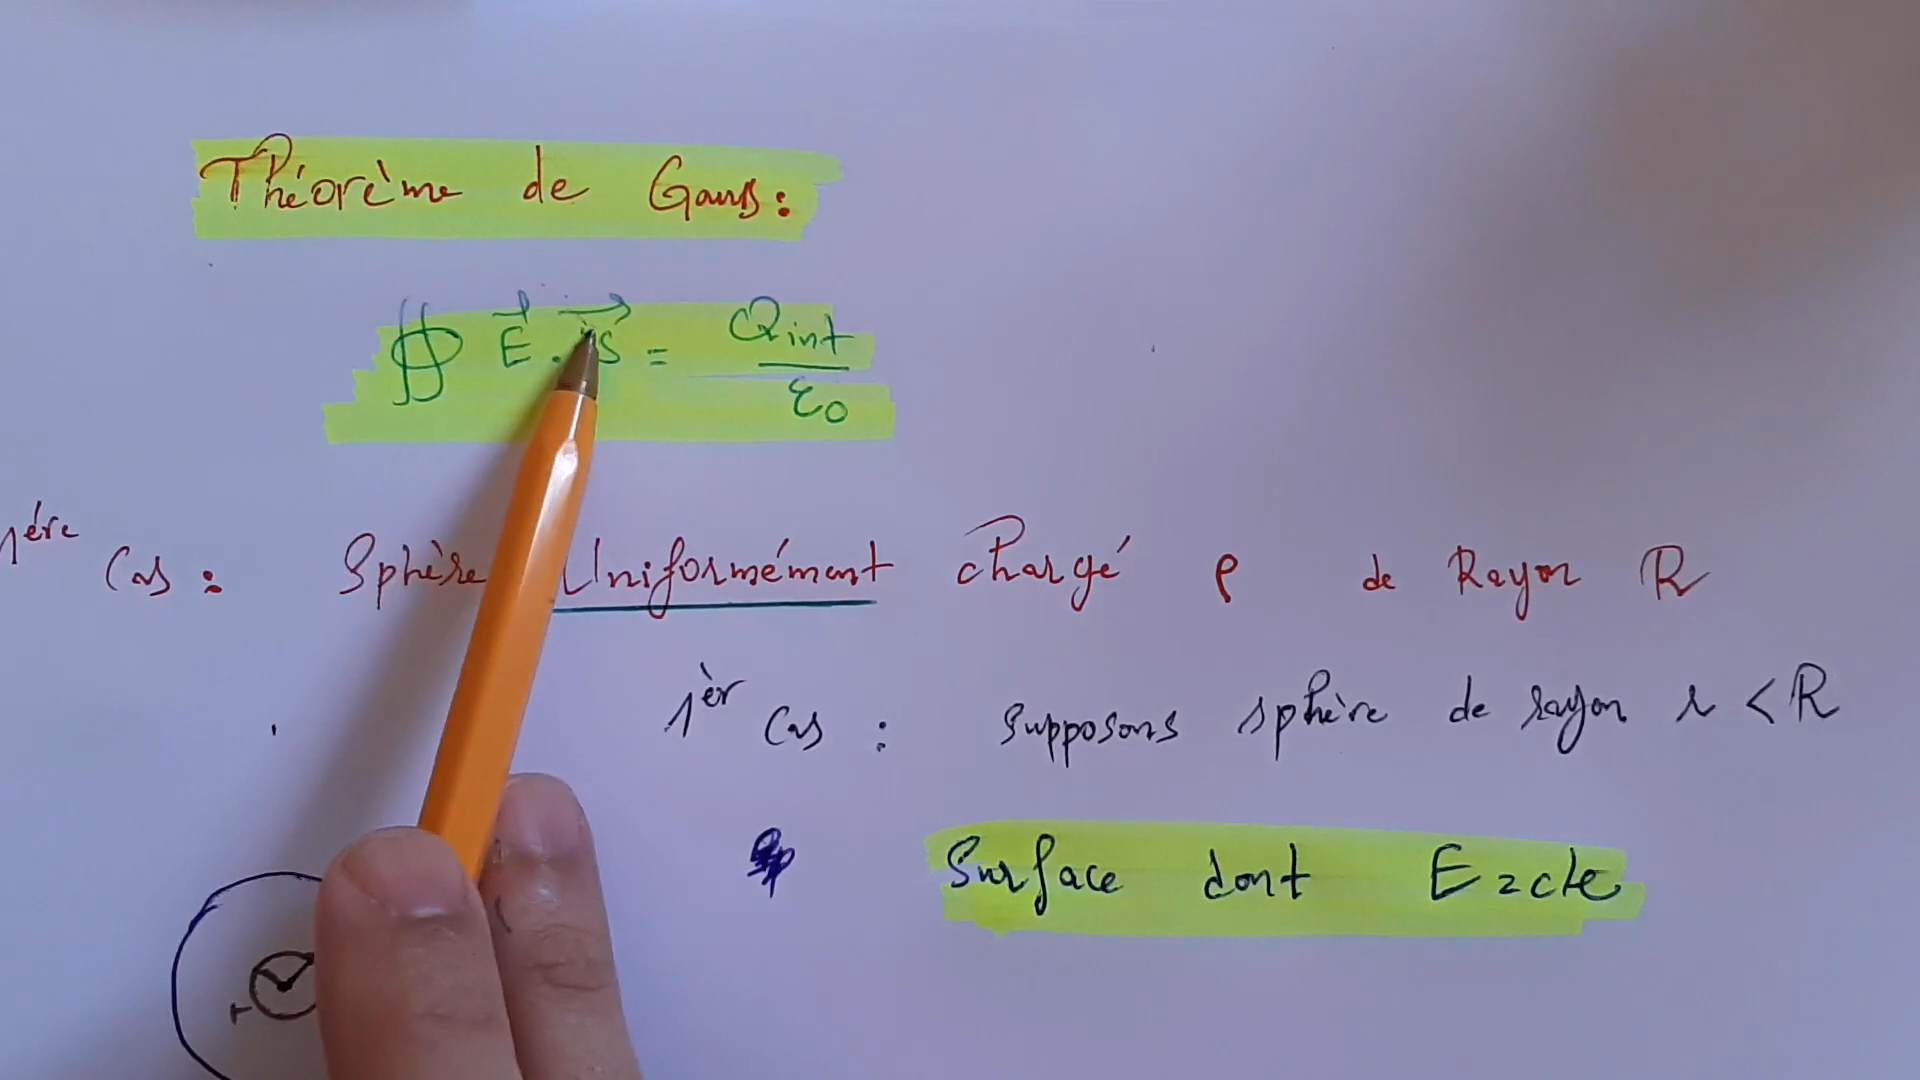 Théorème de Gauss:
∯ E⃗ . dS⃗ = Qint / ε0
1ére Cas : Sphère Uniformément chargé ρ de Rayon R
1èr Cas : supposons sphère de rayon r < R
Surface dont E = cte